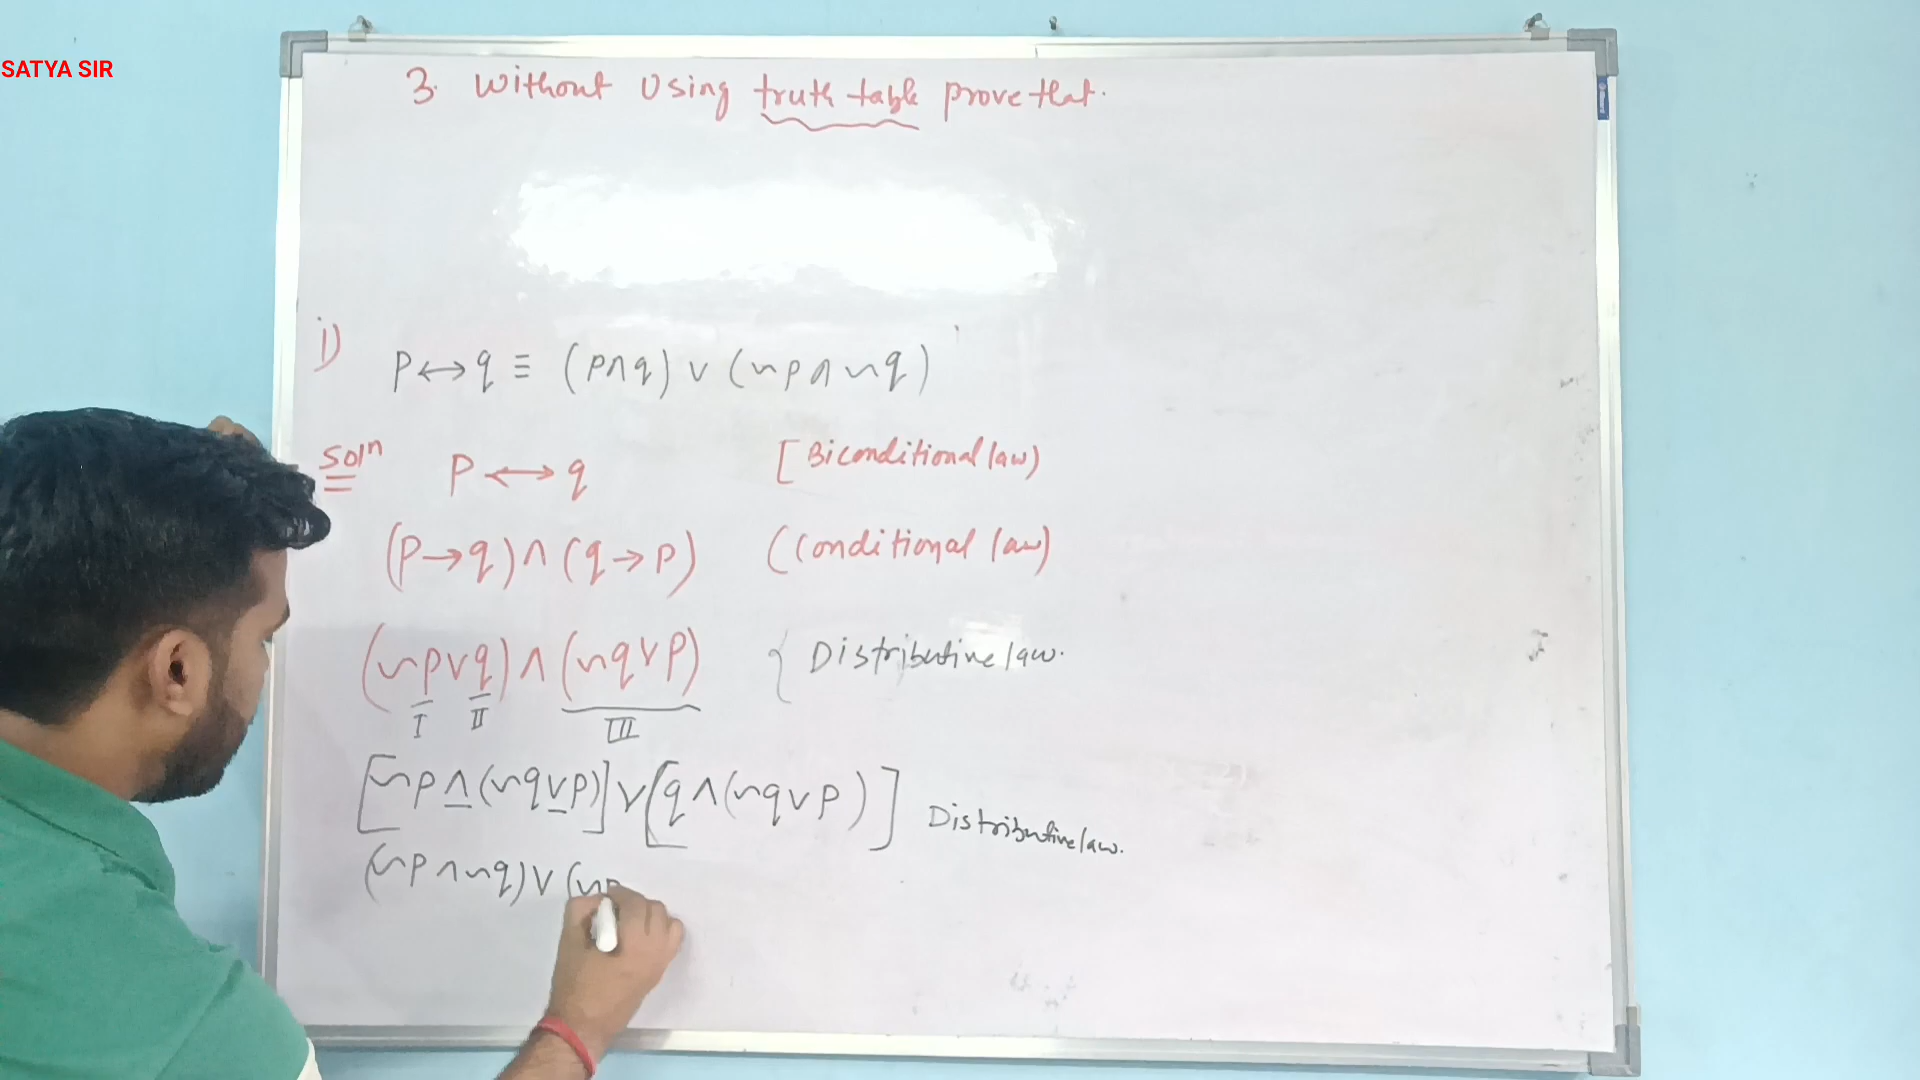 SATYA SIR
3. Without Using truth table prove that.
i) P↔q ≡ (p∧q) ∨ (~p∧~q)
Solⁿ P↔q [Biconditional law)
(P→q)∧(q→P) (Conditional law)
(~p∨q)∧(~q∨P) { Distributive law.
I II III
[~p∧(~q∨p)]∨[q∧(~q∨p)] Distributive law.
(~p∧~q)∨(~p